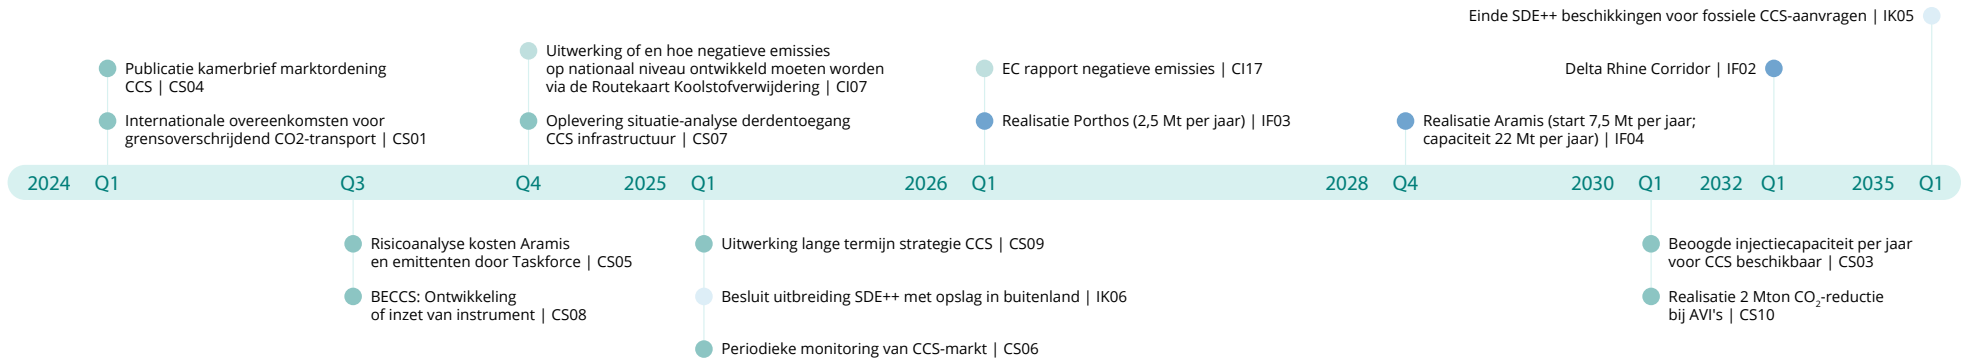 Einde SDE++ beschikkingen voor fossiele CCS-aanvragen | IK05
Publicatie kamerbrief marktordening
CCS | CS04
Internationale overeenkomsten voor
grensoverschrijdend CO2-transport | CS01
Uitwerking of en hoe negatieve emissies
op nationaal niveau ontwikkeld moeten worden
via de Routekaart Koolstofverwijdering | CI07
Oplevering situatie-analyse derdentoegang
CCS infrastructuur | CS07
EC rapport negatieve emissies | CI17
Realisatie Porthos (2,5 Mt per jaar) | IF03
Realisatie Aramis (start 7,5 Mt per jaar;
capaciteit 22 Mt per jaar) | IF04
Delta Rhine Corridor | IF02
2024 Q1 Q3 Q4 2025 Q1 2026 Q1 2028 Q4 2030 Q1 2032 Q1 2035 Q1
Risicoanalyse kosten Aramis
en emittenten door Taskforce | CS05
BECCS: Ontwikkeling
of inzet van instrument | CS08
Uitwerking lange termijn strategie CCS | CS09
Besluit uitbreiding SDE++ met opslag in buitenland | IK06
Periodieke monitoring van CCS-markt | CS06
Beoogde injectiecapaciteit per jaar
voor CCS beschikbaar | CS03
Realisatie 2 Mton CO₂-reductie
bij AVI's | CS10